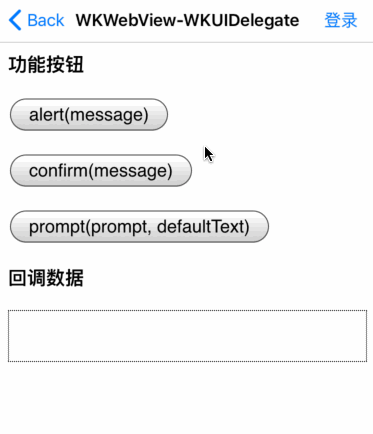 Back WKWebView-WKUIDelegate 登录
功能按钮
alert(message)
confirm(message)
prompt(prompt, defaultText)
回调数据